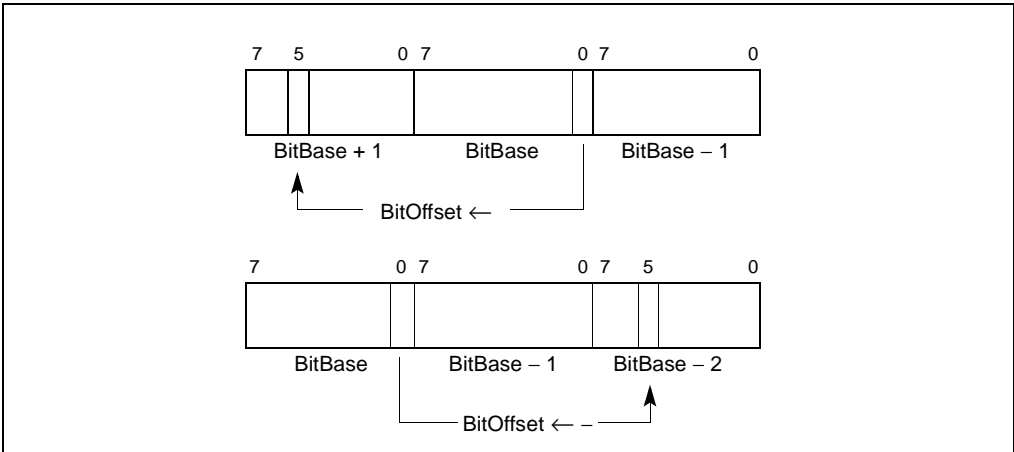 7 5 0 7 0 7 0
BitBase + 1 BitBase BitBase − 1
BitOffset ←
7 0 7 0 7 5 0
BitBase BitBase − 1 BitBase − 2
BitOffset ← −